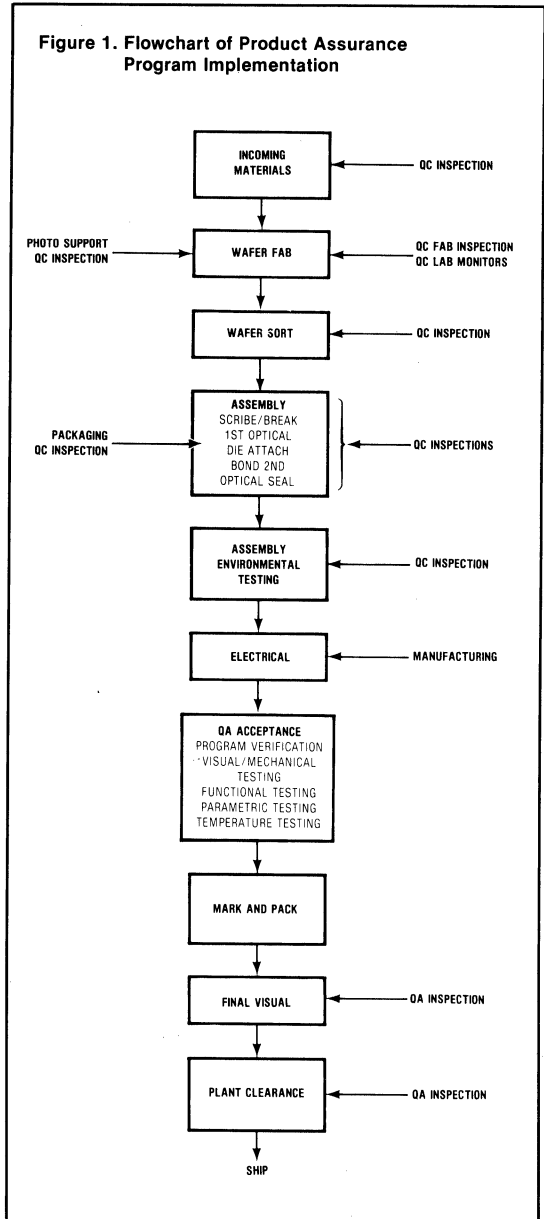 Figure 1. Flowchart of Product Assurance
Program Implementation
INCOMING
MATERIALS
QC INSPECTION
PHOTO SUPPORT
QC INSPECTION
WAFER FAB
QC FAB INSPECTION
QC LAB MONITORS
WAFER SORT
QC INSPECTION
PACKAGING
QC INSPECTION
ASSEMBLY
SCRIBE/BREAK
1ST OPTICAL
DIE ATTACH
BOND 2ND
OPTICAL SEAL
QC INSPECTIONS
ASSEMBLY
ENVIRONMENTAL
TESTING
QC INSPECTION
ELECTRICAL
MANUFACTURING
QA ACCEPTANCE
PROGRAM VERIFICATION
VISUAL/MECHANICAL
TESTING
FUNCTIONAL TESTING
PARAMETRIC TESTING
TEMPERATURE TESTING
MARK AND PACK
FINAL VISUAL
QA INSPECTION
PLANT CLEARANCE
QA INSPECTION
SHIP